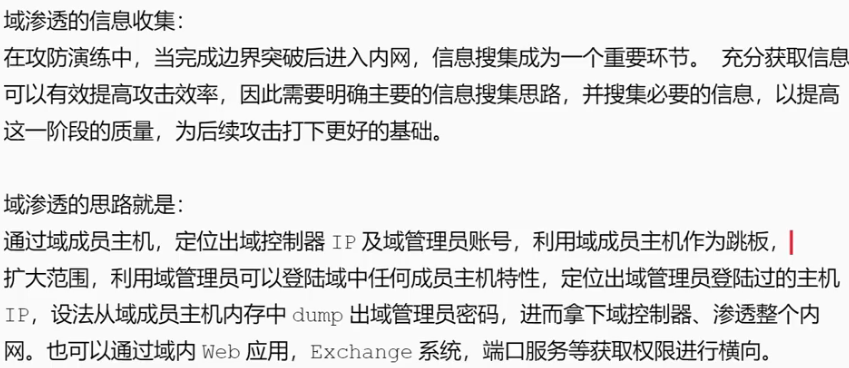 域渗透的信息收集：
在攻防演练中，当完成边界突破后进入内网，信息搜集成为一个重要环节。 充分获取信息
可以有效提高攻击效率，因此需要明确主要的信息搜集思路，并搜集必要的信息，以提高
这一阶段的质量，为后续攻击打下更好的基础。
域渗透的思路就是：
通过域成员主机，定位出域控制器 IP 及域管理员账号，利用域成员主机作为跳板，
扩大范围，利用域管理员可以登陆域中任何成员主机特性，定位出域管理员登陆过的主机
IP，设法从域成员主机内存中 dump 出域管理员密码，进而拿下域控制器、渗透整个内
网。也可以通过域内 Web 应用，Exchange 系统，端口服务等获取权限进行横向。